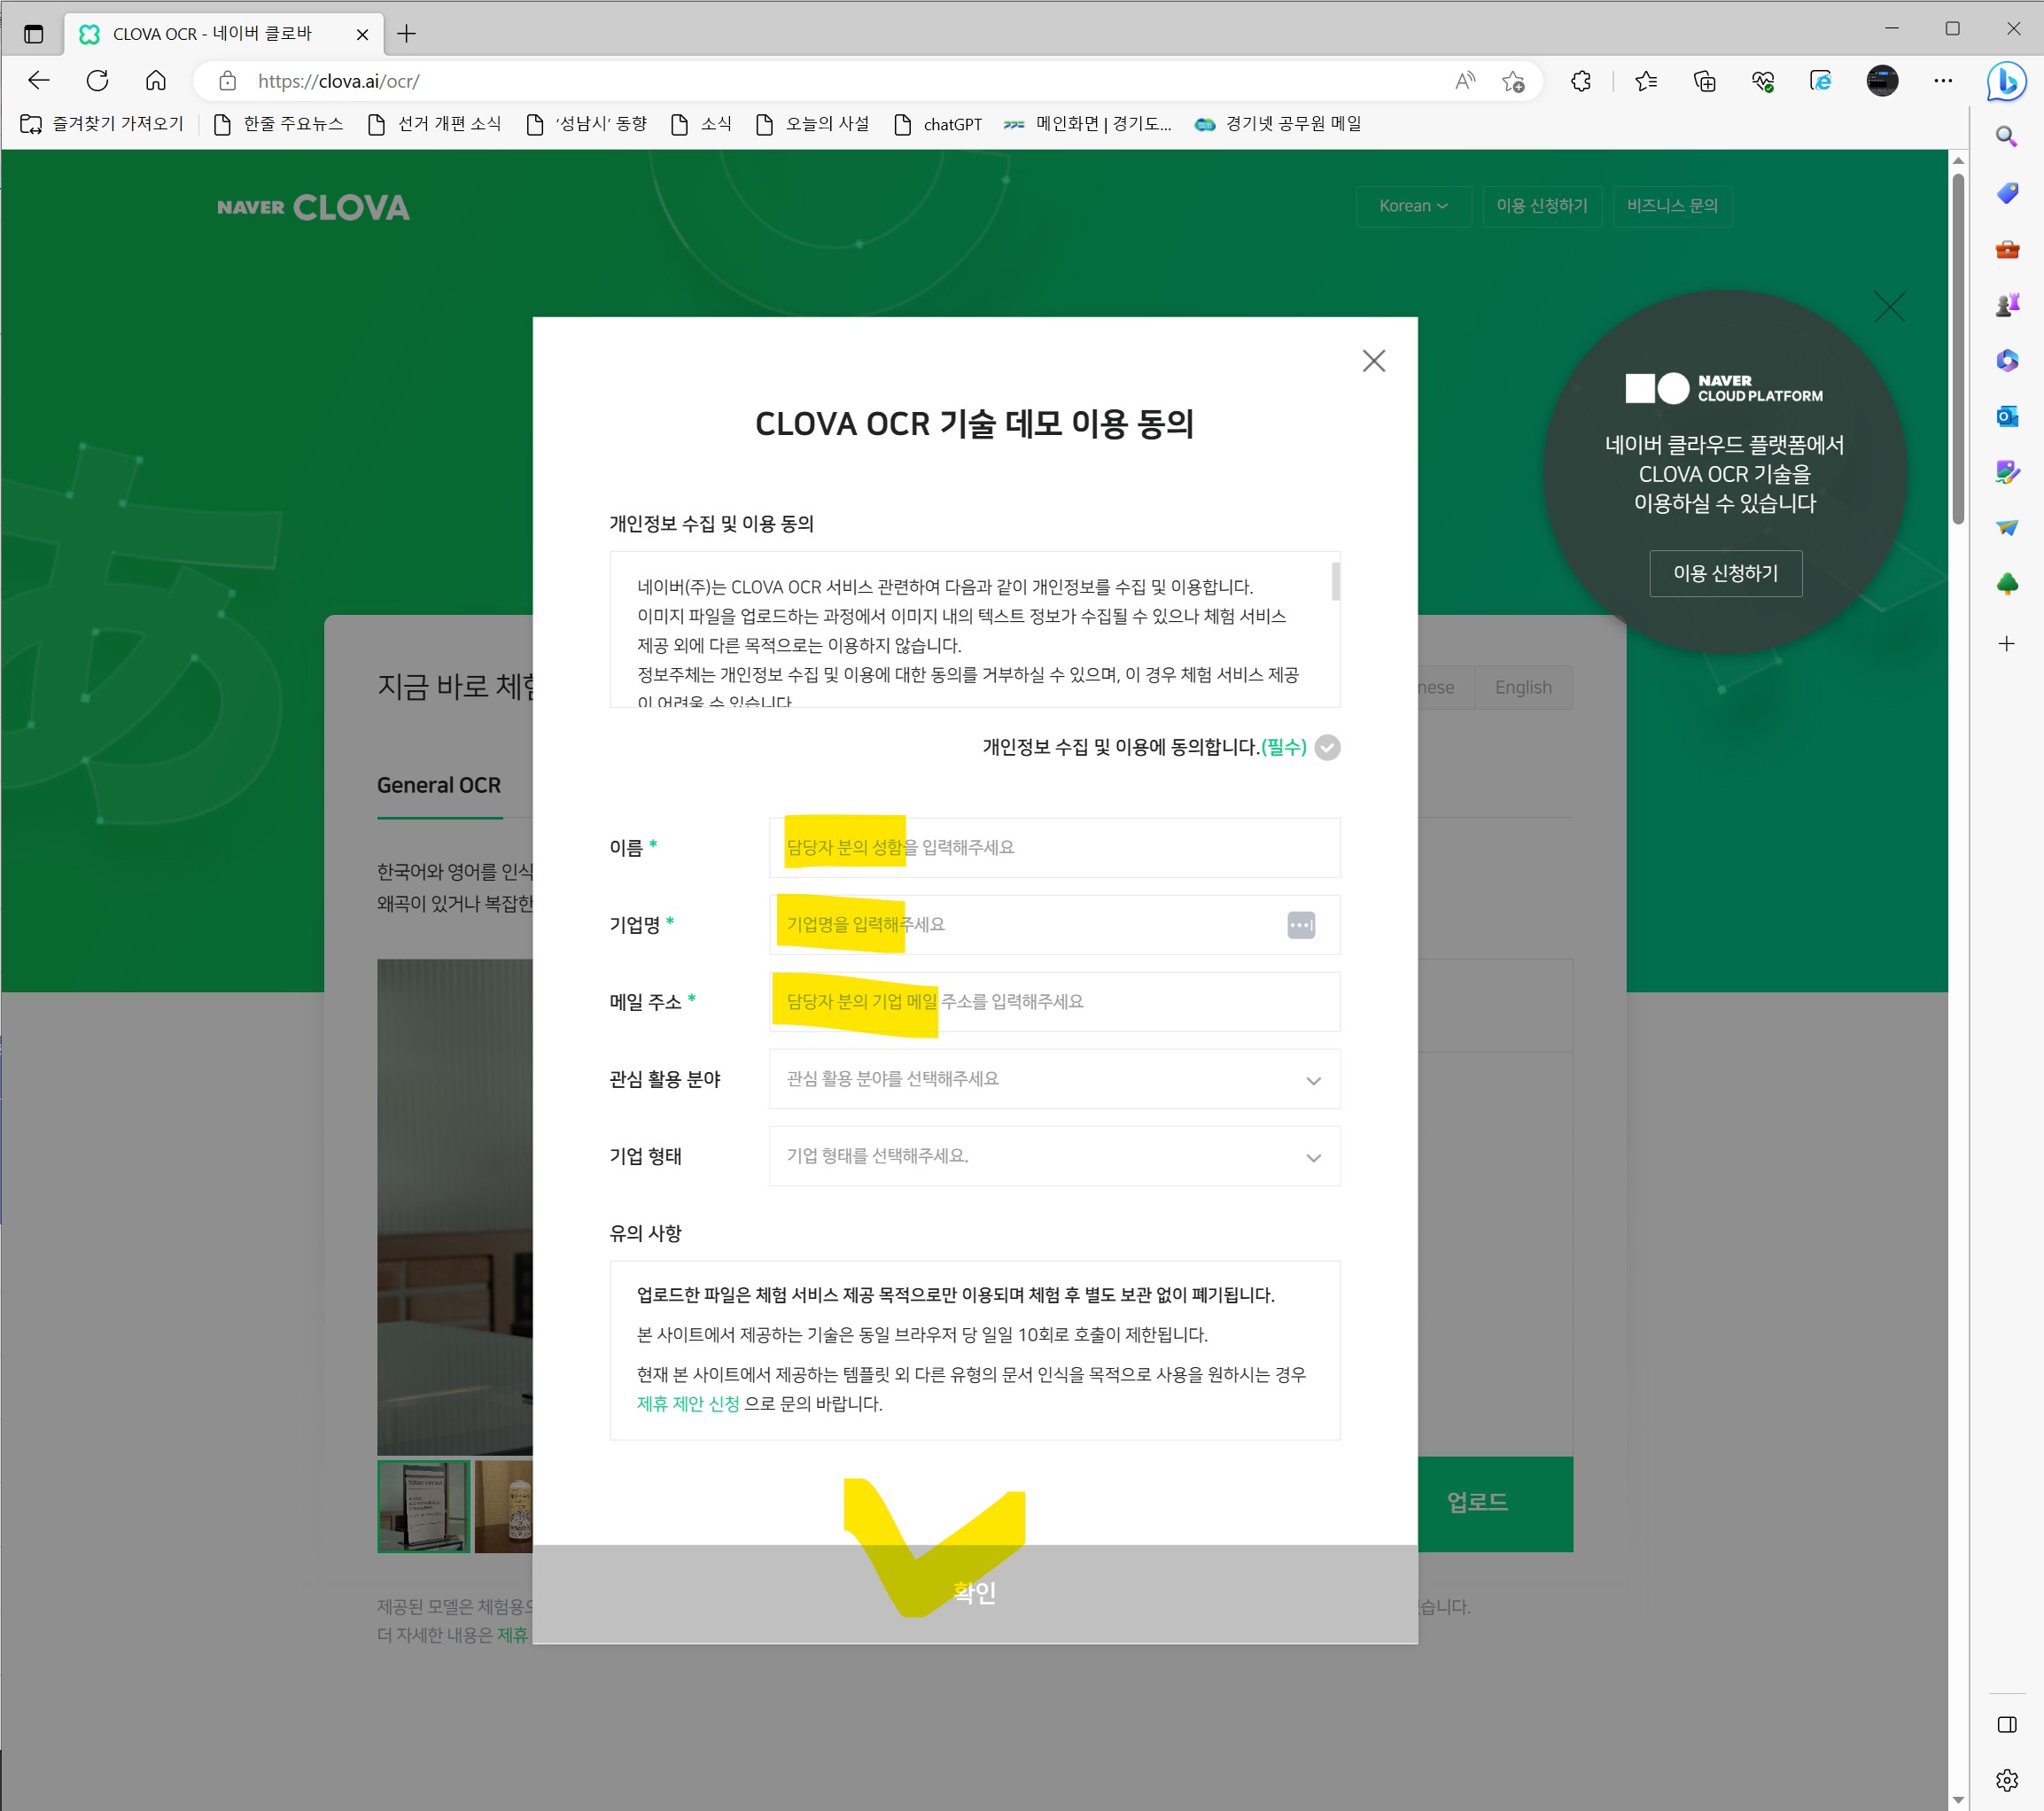 CLOVA OCR - 네이버 클로바
https://clova.ai/ocr/
즐겨찾기 가져오기
한줄 주요뉴스
선거 개편 소식
'성남시' 동향
소식
오늘의 사설
chatGPT
메인화면 | 경기도...
경기넷 공무원 메일
NAVER CLOVA
Korean
이용 신청하기
비즈니스 문의
NAVER
CLOUD PLATFORM
네이버 클라우드 플랫폼에서
CLOVA OCR 기술을
이용하실 수 있습니다
이용 신청하기
지금 바로 체험
nese
English
General OCR
한국어와 영어를 인식
왜곡이 있거나 복잡한
CLOVA OCR 기술 데모 이용 동의
개인정보 수집 및 이용 동의
네이버(주)는 CLOVA OCR 서비스 관련하여 다음과 같이 개인정보를 수집 및 이용합니다.
이미지 파일을 업로드하는 과정에서 이미지 내의 텍스트 정보가 수집될 수 있으나 체험 서비스
제공 외에 다른 목적으로는 이용하지 않습니다.
정보주체는 개인정보 수집 및 이용에 대한 동의를 거부하실 수 있으며, 이 경우 체험 서비스 제공
이 어려울 수 있습니다
개인정보 수집 및 이용에 동의합니다.(필수)
이름 *
담당자 분의 성함을 입력해주세요
기업명 *
기업명을 입력해주세요
메일 주소 *
담당자 분의 기업 메일 주소를 입력해주세요
관심 활용 분야
관심 활용 분야를 선택해주세요
기업 형태
기업 형태를 선택해주세요.
유의 사항
업로드한 파일은 체험 서비스 제공 목적으로만 이용되며 체험 후 별도 보관 없이 폐기됩니다.
본 사이트에서 제공하는 기술은 동일 브라우저 당 일일 10회로 호출이 제한됩니다.
현재 본 사이트에서 제공하는 템플릿 외 다른 유형의 문서 인식을 목적으로 사용을 원하시는 경우
제휴 제안 신청 으로 문의 바랍니다.
업로드
확인
제공된 모델은 체험용으
습니다.
더 자세한 내용은 제휴